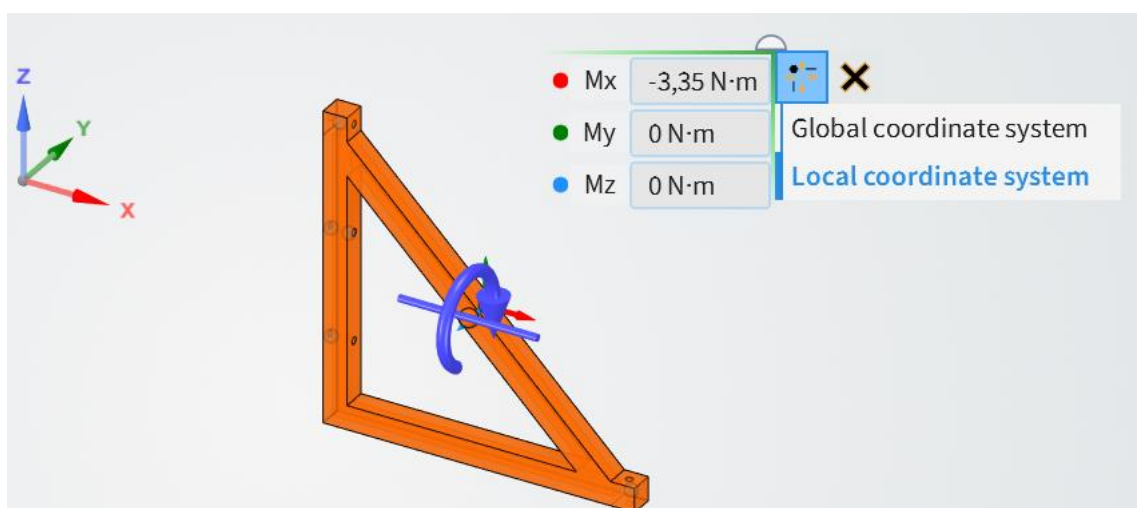 Z
Y
X
Mx -3,35 N·m
My 0 N·m
Mz 0 N·m
Global coordinate system
Local coordinate system